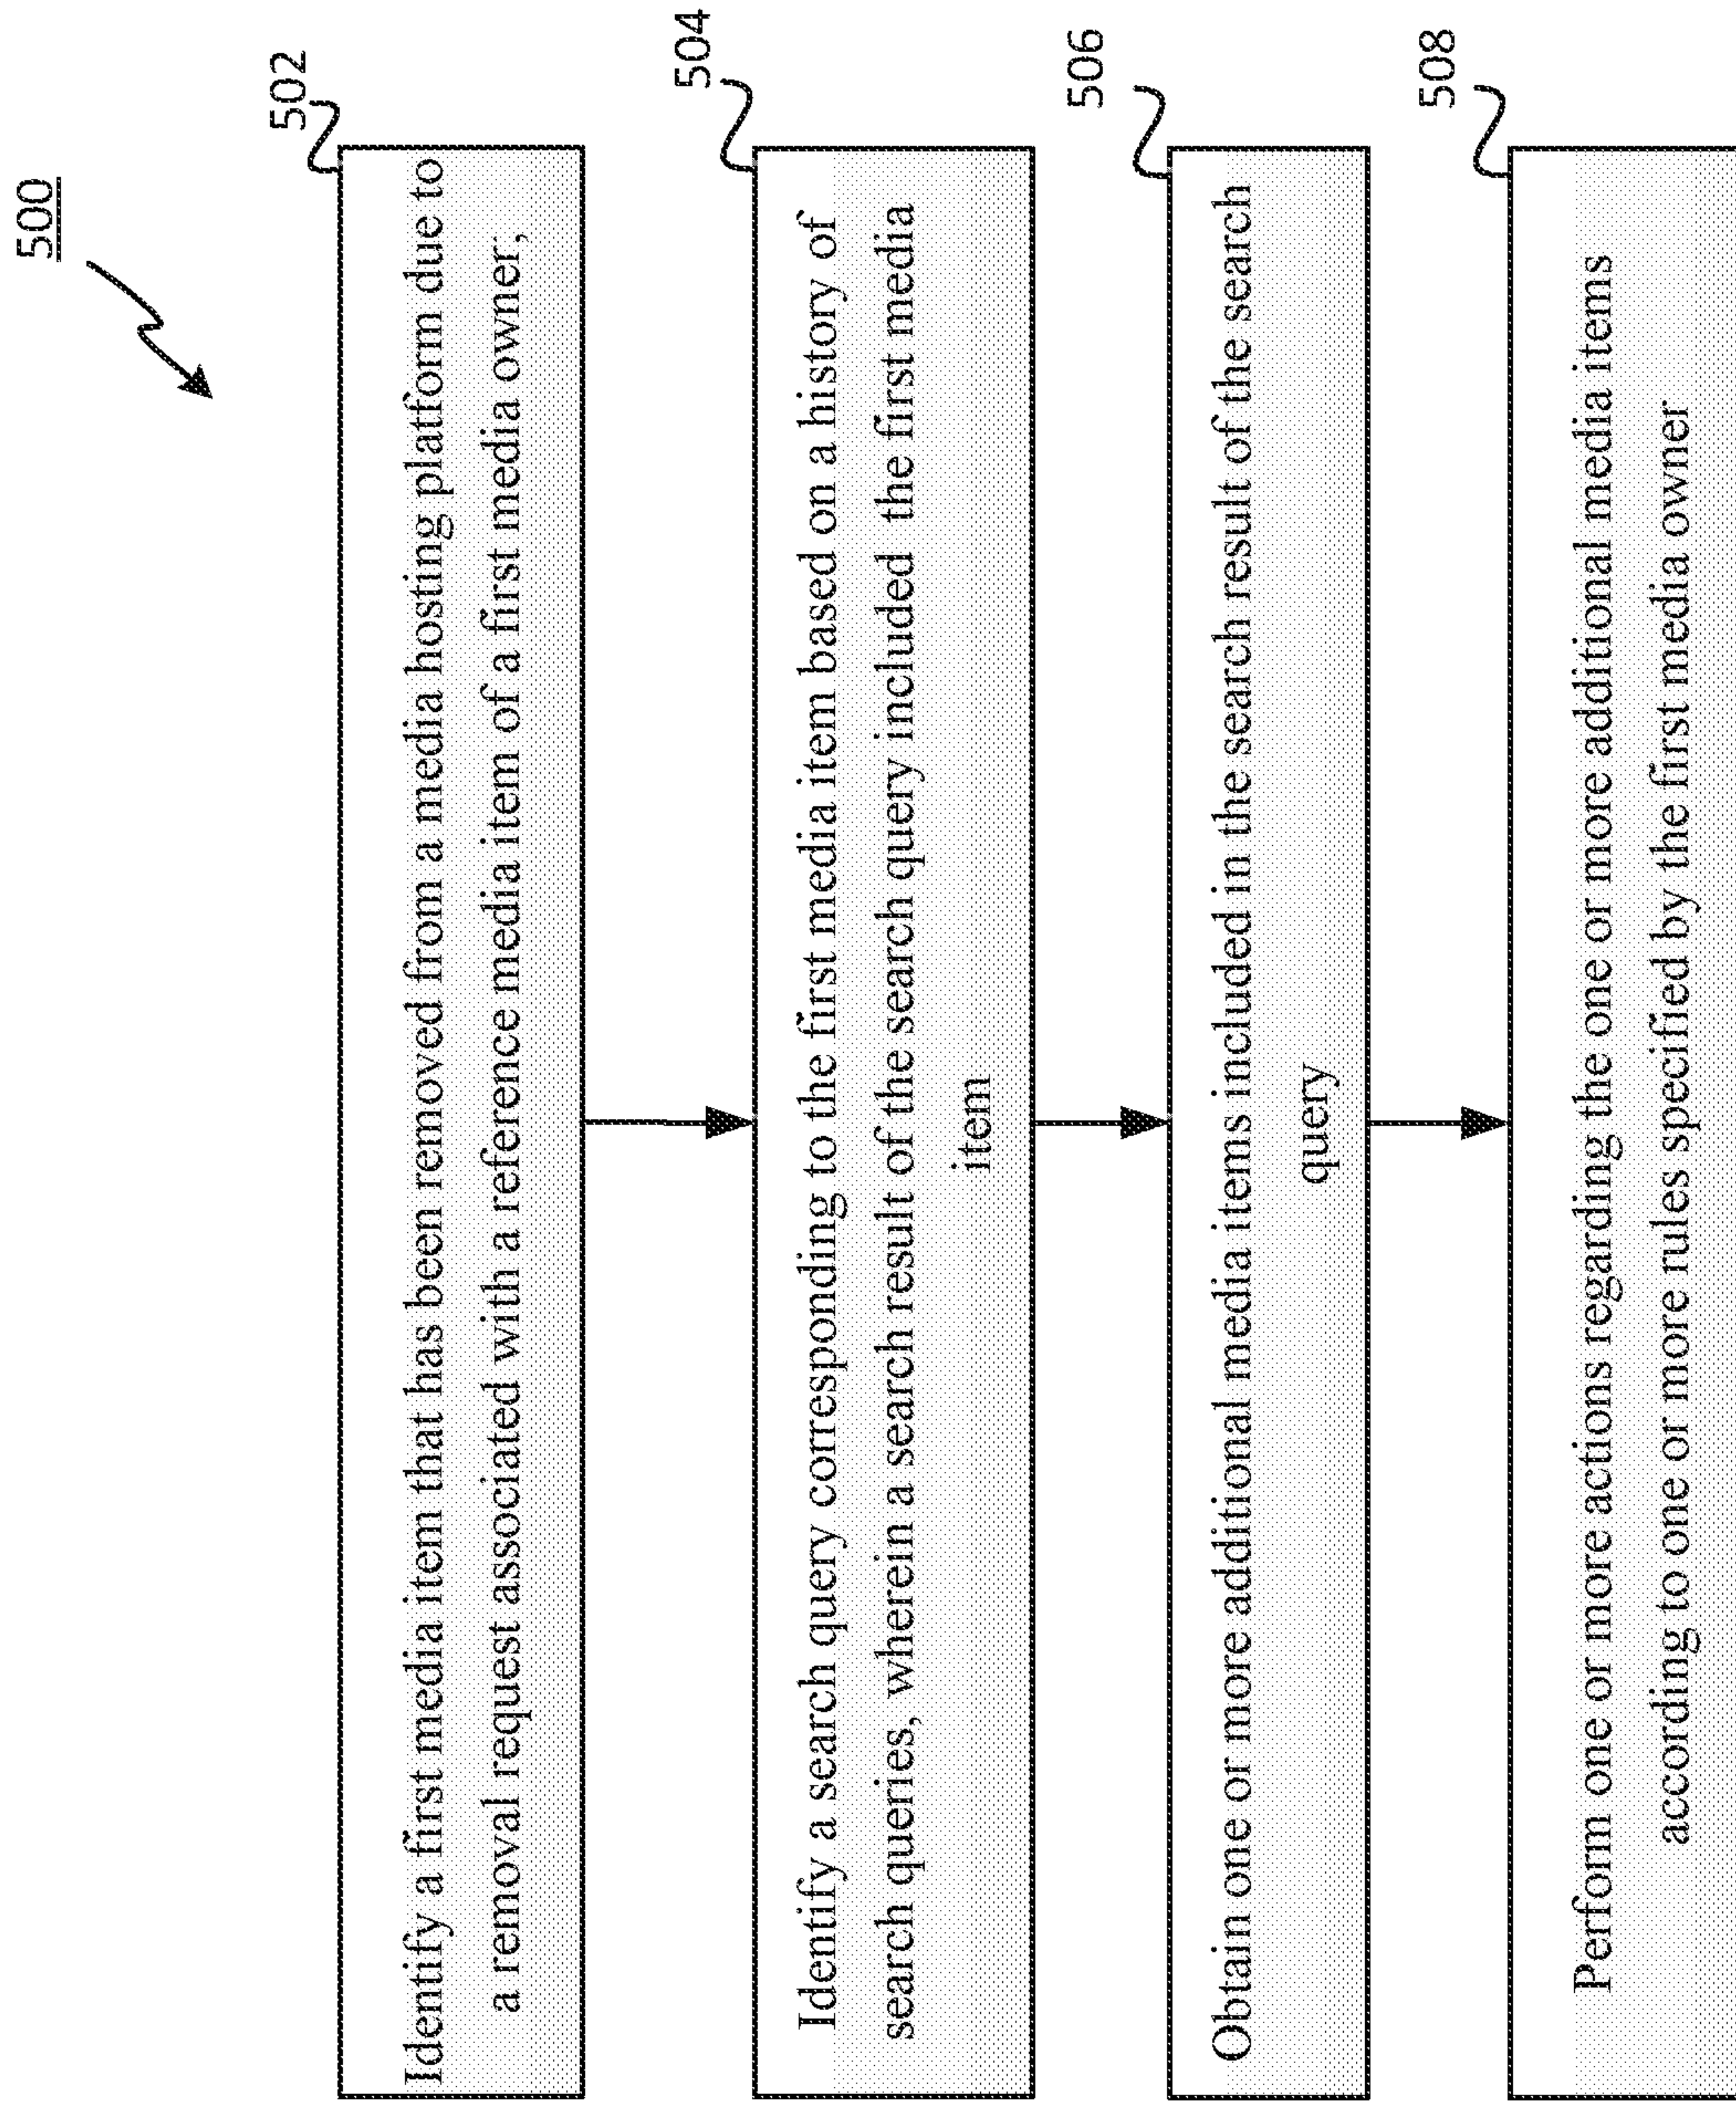 500
502
Identify a first media item that has been removed from a media hosting platform due to
a removal request associated with a reference media item of a first media owner;
504
Identify a search query corresponding to the first media item based on a history of
search queries, wherein a search result of the search query included the first media
item
506
Obtain one or more additional media items included in the search result of the search
query
508
Perform one or more actions regarding the one or more additional media items
according to one or more rules specified by the first media owner